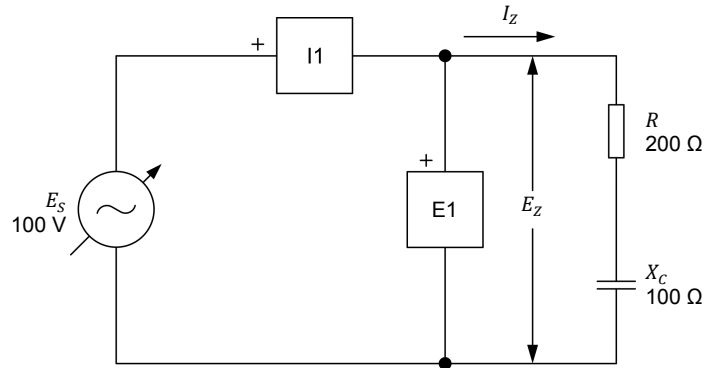 I_Z
+
I1
+
E1
E_Z
R
200 Ω
E_S
100 V
X_C
100 Ω